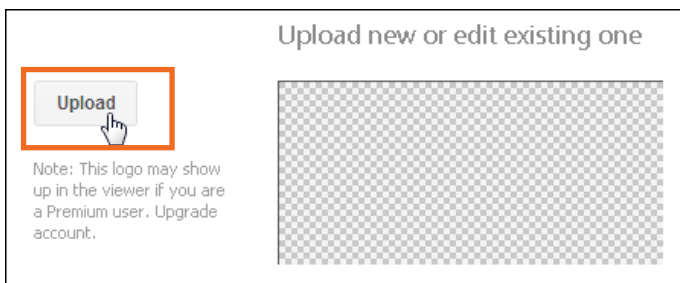 Upload new or edit existing one
Upload
Note: This logo may show
up in the viewer if you are
a Premium user. Upgrade
account.